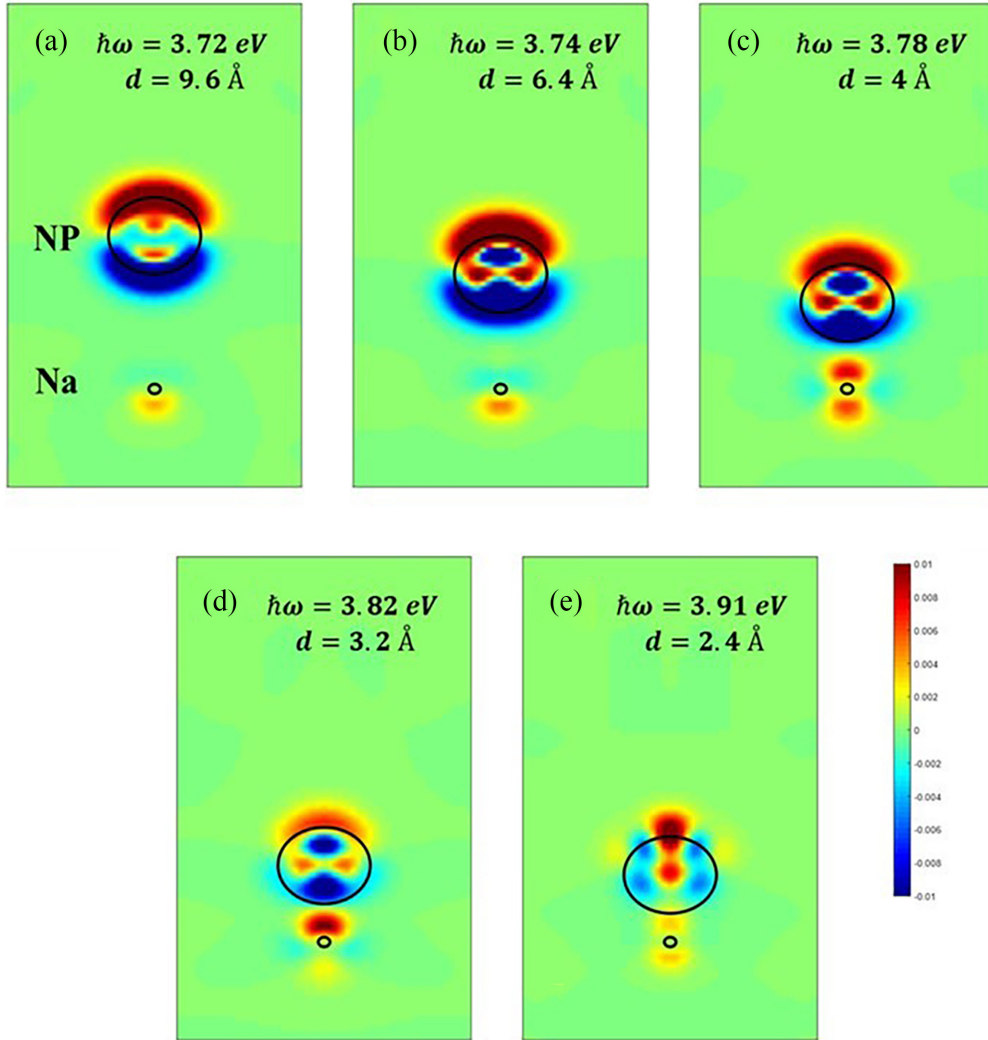 (a) ℏω = 3.72 eV
d = 9.6 Å
(b) ℏω = 3.74 eV
d = 6.4 Å
(c) ℏω = 3.78 eV
d = 4 Å
NP
Na
(d) ℏω = 3.82 eV
d = 3.2 Å
(e) ℏω = 3.91 eV
d = 2.4 Å
0.01
0.008
0.006
0.004
0.002
0
-0.002
-0.004
-0.006
-0.008
-0.01